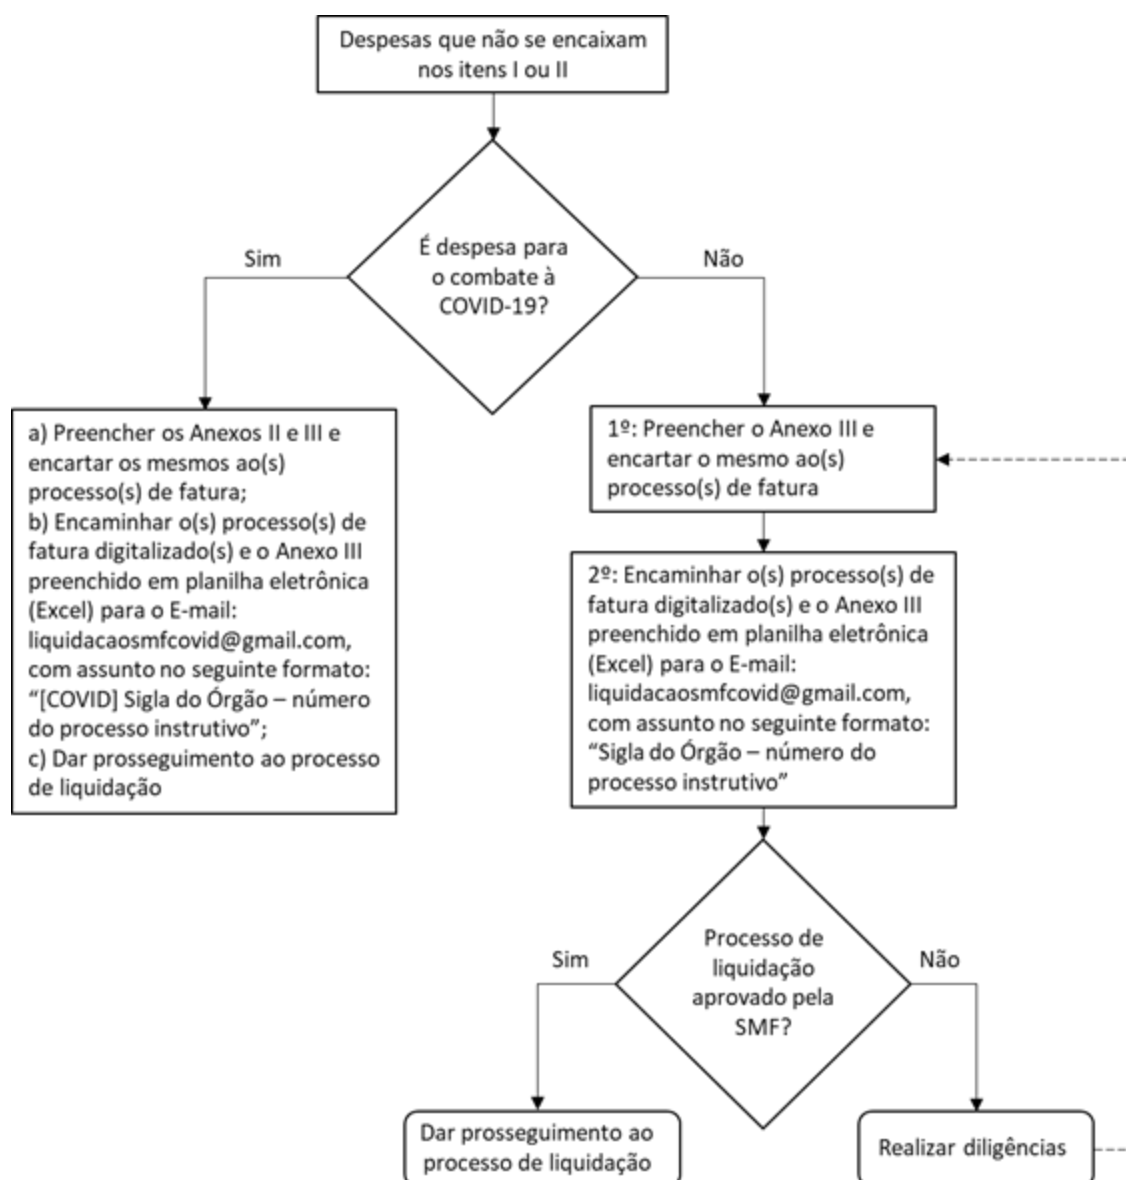 Despesas que não se encaixam
nos itens I ou II
É despesa para
o combate à
COVID-19?
Sim
Não
a) Preencher os Anexos II e III e
encartar os mesmos ao(s)
processo(s) de fatura;
b) Encaminhar o(s) processo(s) de
fatura digitalizado(s) e o Anexo III
preenchido em planilha eletrônica
(Excel) para o E-mail:
liquidacaosmfcovid@gmail.com,
com assunto no seguinte formato:
“[COVID] Sigla do Órgão – número
do processo instrutivo”;
c) Dar prosseguimento ao processo
de liquidação
1º: Preencher o Anexo III e
encartar o mesmo ao(s)
processo(s) de fatura
2º: Encaminhar o(s) processo(s) de
fatura digitalizado(s) e o Anexo III
preenchido em planilha eletrônica
(Excel) para o E-mail:
liquidacaosmfcovid@gmail.com,
com assunto no seguinte formato:
“Sigla do Órgão – número do
processo instrutivo”
Processo de
liquidação
aprovado pela
SMF?
Sim
Não
Dar prosseguimento ao
processo de liquidação
Realizar diligências